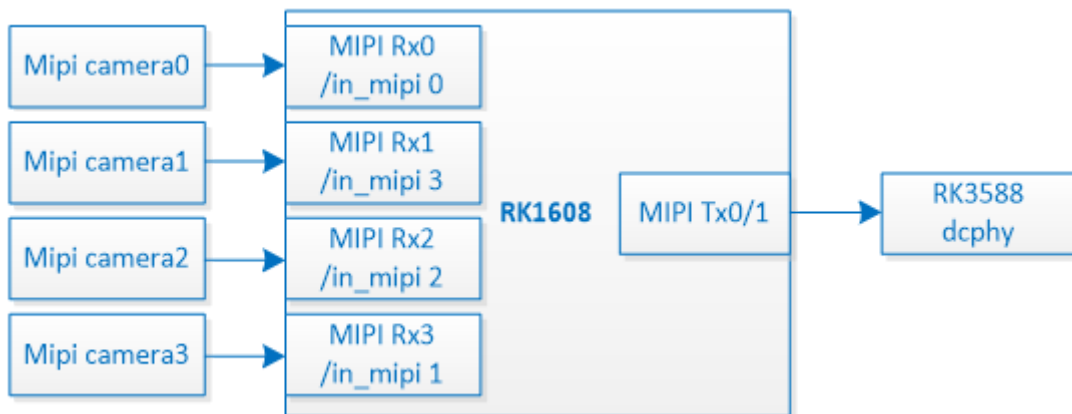 Mipi camera0
MIPI Rx0
/in_mipi 0
Mipi camera1
MIPI Rx1
/in_mipi 3
Mipi camera2
MIPI Rx2
/in_mipi 2
Mipi camera3
MIPI Rx3
/in_mipi 1
RK1608
MIPI Tx0/1
RK3588
dcphy